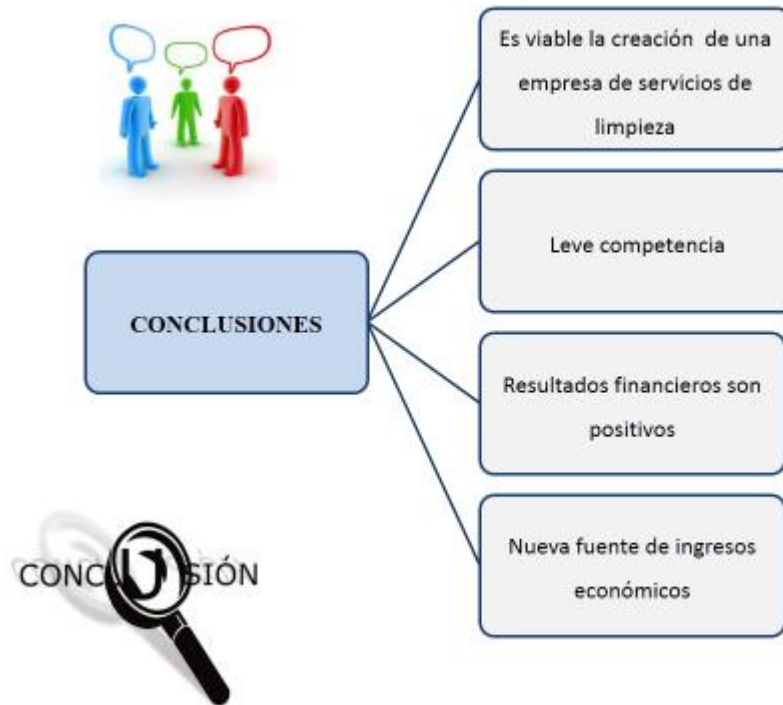 Es viable la creación de una
empresa de servicios de
limpieza
Leve competencia
CONCLUSIONES
Resultados financieros son
positivos
Nueva fuente de ingresos
económicos
CONCLUSIÓN